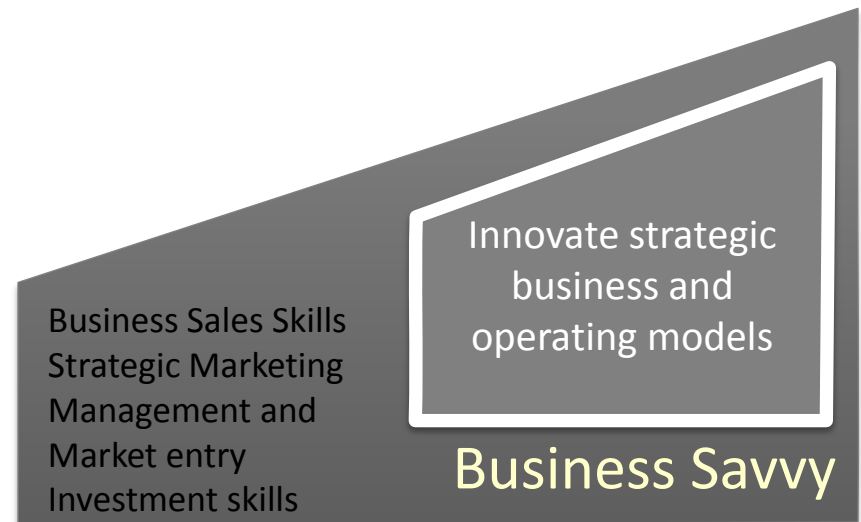 Innovate strategic
business and
operating models
Business Sales Skills
Strategic Marketing
Management and
Market entry
Investment skills
Business Savvy